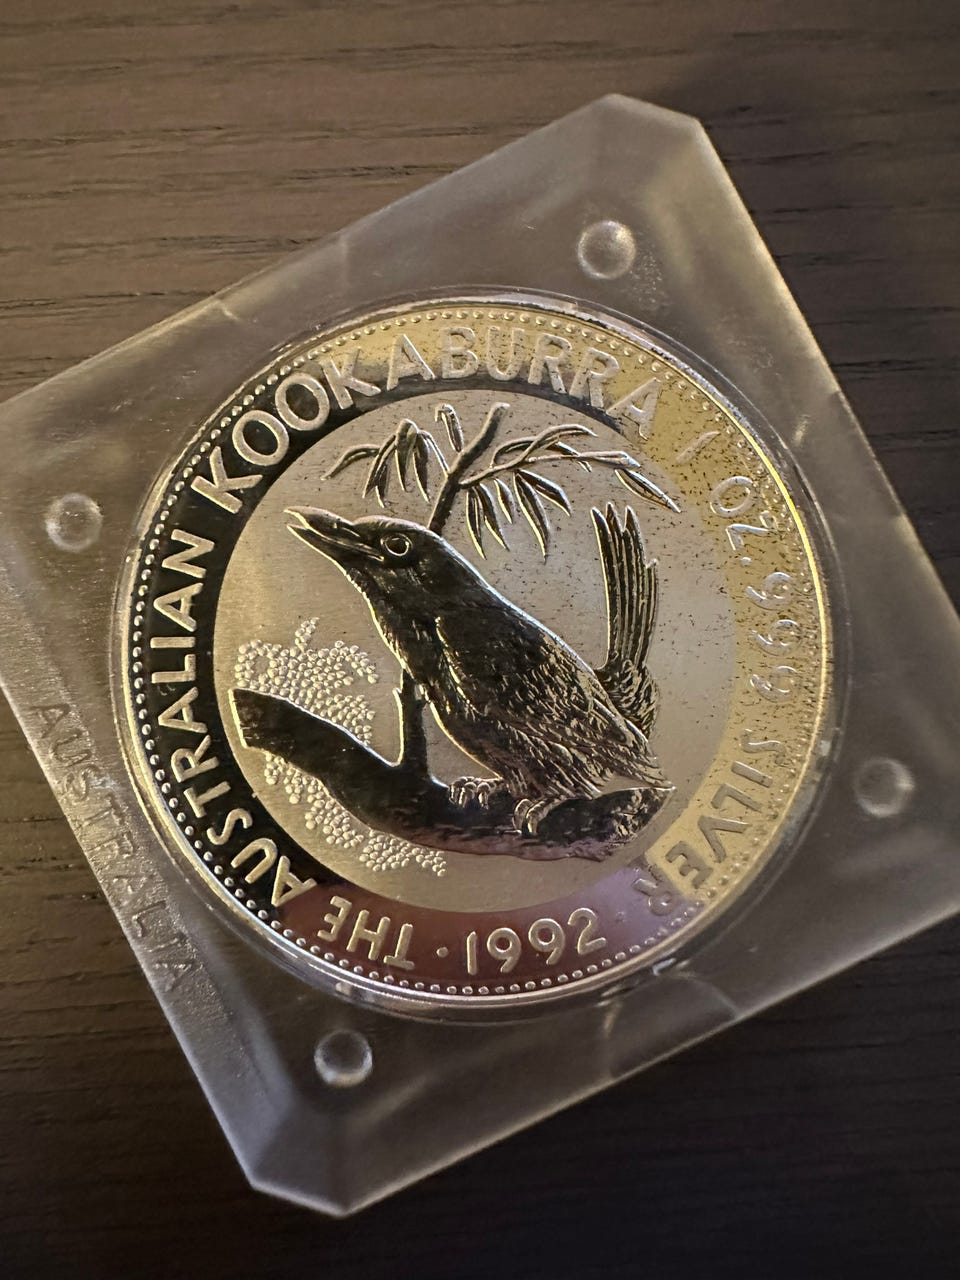 THE AUSTRALIAN KOOKABURRA 1 OZ. 999 SILVER
· 1992 ·
AUSTRALIA